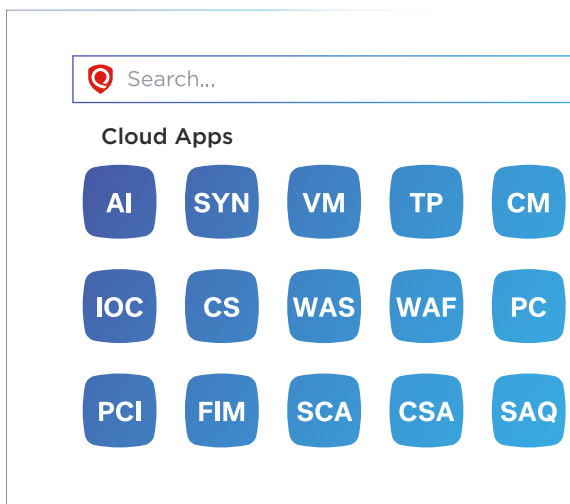 Search...
Cloud Apps
AI SYN VM TP CM
IOC CS WAS WAF PC
PCI FIM SCA CSA SAQ